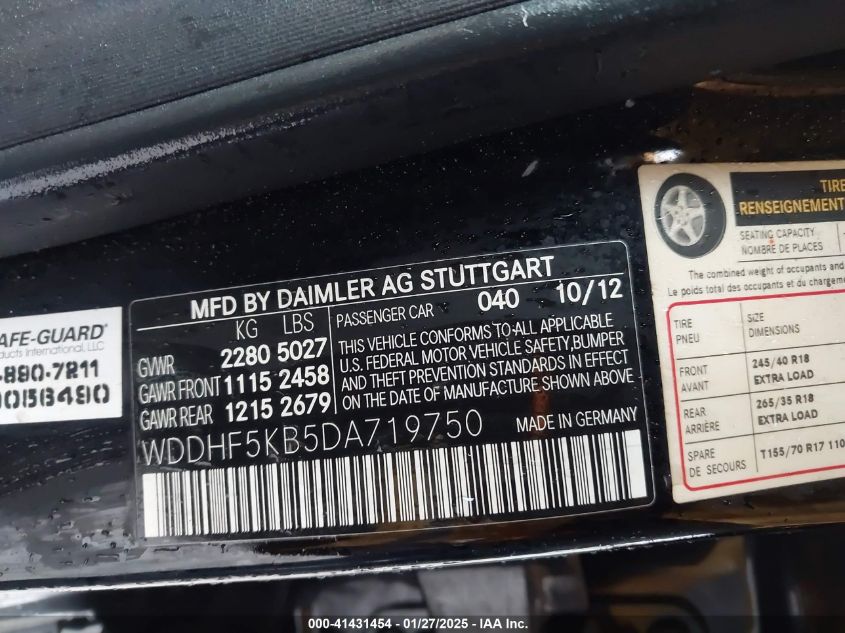 MFD BY DAIMLER AG STUTTGART
KG LBS
GVWR 2280 5027
GAWR FRONT 1115 2458
GAWR REAR 1215 2679
PASSENGER CAR 040 10/12
THIS VEHICLE CONFORMS TO ALL APPLICABLE
U.S. FEDERAL MOTOR VEHICLE SAFETY,BUMPER
AND THEFT PREVENTION STANDARDS IN EFFECT
ON THE DATE OF MANUFACTURE SHOWN ABOVE
WDDHF5KB5DA719750 MADE IN GERMANY
AFE-GUARD®
ducts International, LLC
-890-7211
TIRE
RENSEIGNEMENT
SEATING CAPACITY
NOMBRE DE PLACES
The combined weight of occupants and
Le poids total des occupants et du chargeme
TIRE
PNEU
SIZE
DIMENSIONS
FRONT
AVANT
245/40 R18
EXTRA LOAD
REAR
ARRIÈRE
265/35 R18
EXTRA LOAD
SPARE
DE SECOURS
T155/70 R17 110
000-41431454 - 01/27/2025 - IAA Inc.